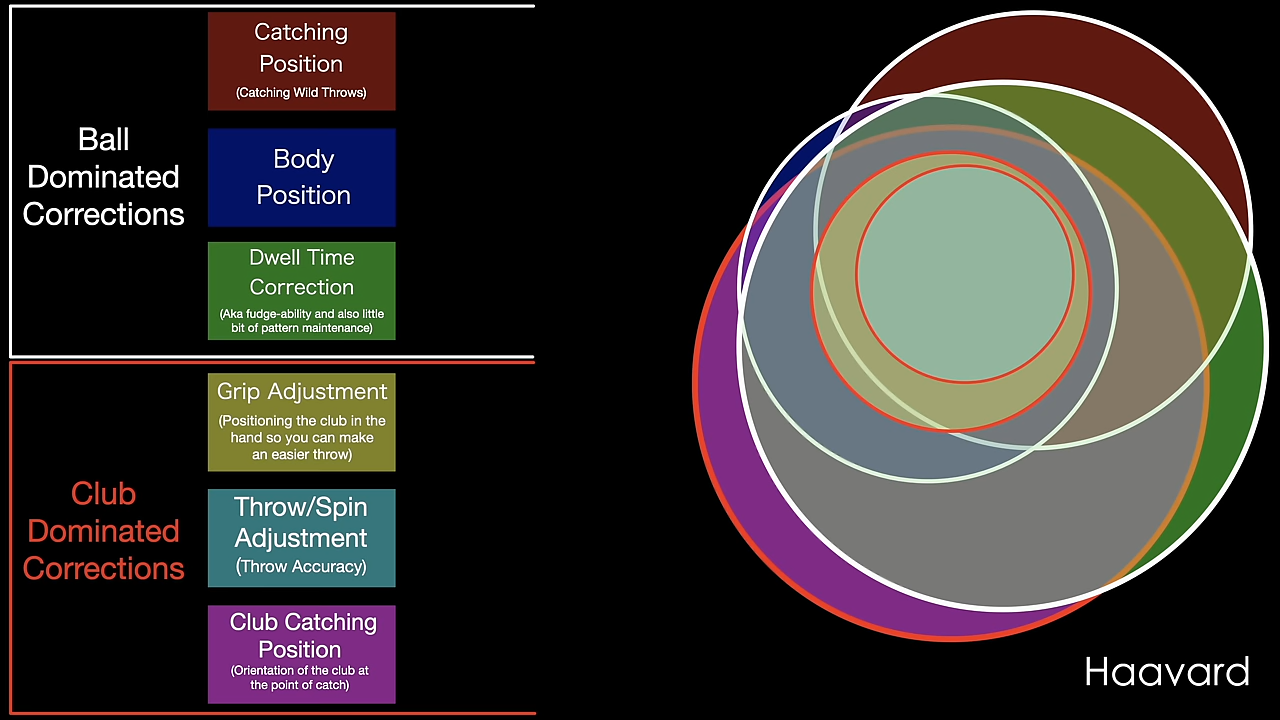 Ball
Dominated
Corrections
Catching
Position
(Catching Wild Throws)
Body
Position
Dwell Time
Correction
(Aka fudge-ability and also little
bit of pattern maintenance)
Club
Dominated
Corrections
Grip Adjustment
(Positioning the club in the
hand so you can make
an easier throw)
Throw/Spin
Adjustment
(Throw Accuracy)
Club Catching
Position
(Orientation of the club at
the point of catch)
Haavard